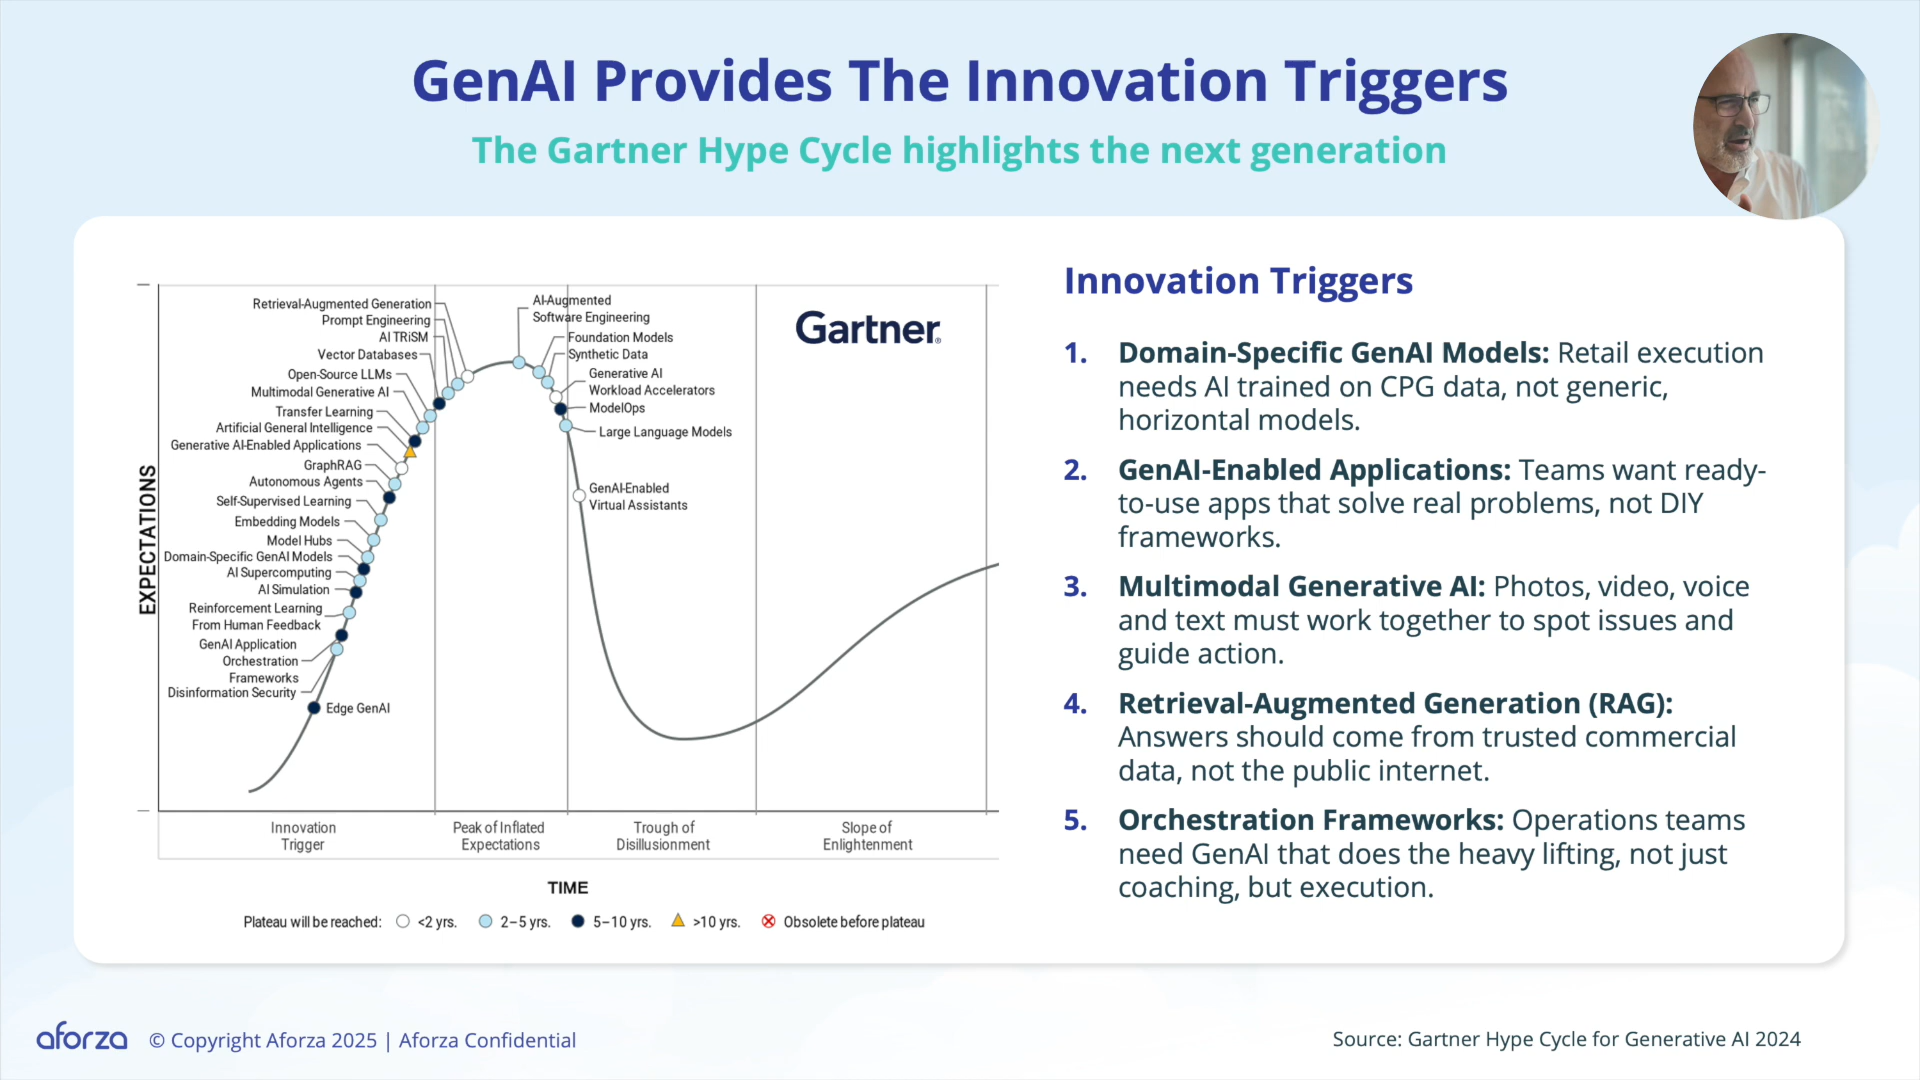 GenAI Provides The Innovation Triggers
The Gartner Hype Cycle highlights the next generation
EXPECTATIONS
Retrieval-Augmented Generation
Prompt Engineering
AI TRiSM
Vector Databases
Open-Source LLMs
Multimodal Generative AI
Transfer Learning
Artificial General Intelligence
Generative AI-Enabled Applications
GraphRAG
Autonomous Agents
Self-Supervised Learning
Embedding Models
Model Hubs
Domain-Specific GenAI Models
AI Supercomputing
AI Simulation
Reinforcement Learning
From Human Feedback
GenAI Application
Orchestration
Frameworks
Disinformation Security
Edge GenAI
AI-Augmented
Software Engineering
Foundation Models
Synthetic Data
Generative AI
Workload Accelerators
ModelOps
Large Language Models
GenAI-Enabled
Virtual Assistants
Gartner®
Innovation
Trigger
Peak of Inflated
Expectations
Trough of
Disillusionment
Slope of
Enlightenment
TIME
Plateau will be reached: <2 yrs. 2–5 yrs. 5–10 yrs. >10 yrs. Obsolete before plateau
Innovation Triggers
1. Domain-Specific GenAI Models: Retail execution
needs AI trained on CPG data, not generic,
horizontal models.
2. GenAI-Enabled Applications: Teams want ready-
to-use apps that solve real problems, not DIY
frameworks.
3. Multimodal Generative AI: Photos, video, voice
and text must work together to spot issues and
guide action.
4. Retrieval-Augmented Generation (RAG):
Answers should come from trusted commercial
data, not the public internet.
5. Orchestration Frameworks: Operations teams
need GenAI that does the heavy lifting, not just
coaching, but execution.
aforza © Copyright Aforza 2025 | Aforza Confidential
Source: Gartner Hype Cycle for Generative AI 2024